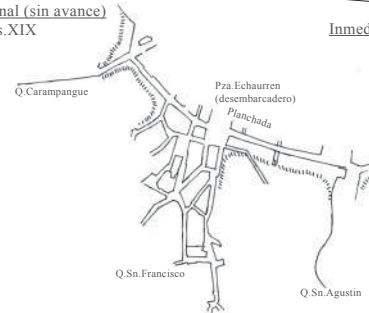 nal (sin avance)
s.XIX
Inmed
Q.Carampangue
Pza.Echaurren
(desembarcadero)
Planchada
Q.Sn.Francisco
Q.Sn.Agustin